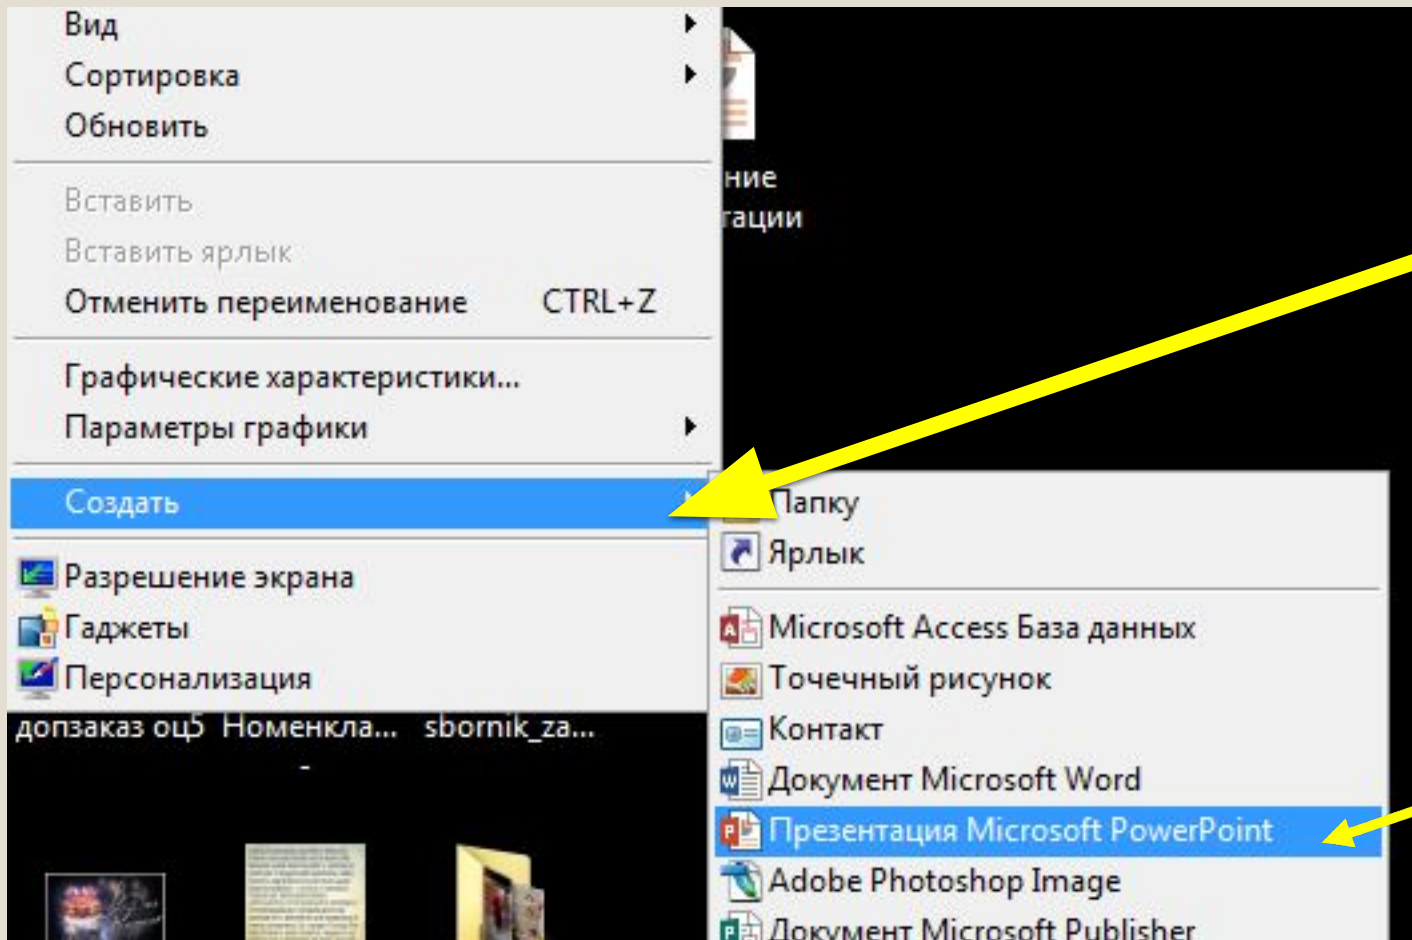 Вид
Сортировка
Обновить
Вставить
Вставить ярлык
Отменить переименование CTRL+Z
Графические характеристики...
Параметры графики
Создать
Разрешение экрана
Гаджеты
Персонализация
ние
тации
Папку
Ярлык
Microsoft Access База данных
Точечный рисунок
Контакт
Документ Microsoft Word
Презентация Microsoft PowerPoint
Adobe Photoshop Image
Документ Microsoft Publisher
допзаказ оц5 Номенкла... sbornik_za...